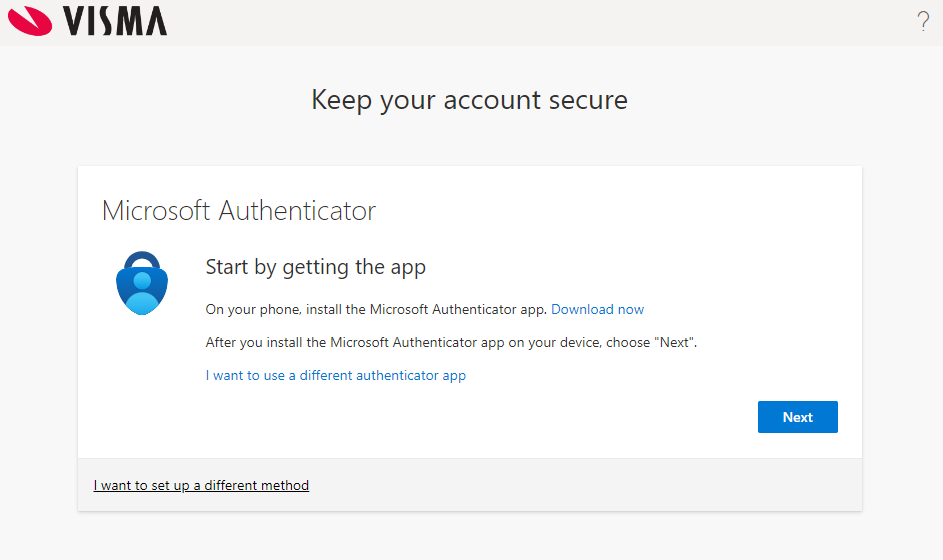 VISMA
?
Keep your account secure
Microsoft Authenticator
Start by getting the app
On your phone, install the Microsoft Authenticator app. Download now
After you install the Microsoft Authenticator app on your device, choose "Next".
I want to use a different authenticator app
Next
I want to set up a different method